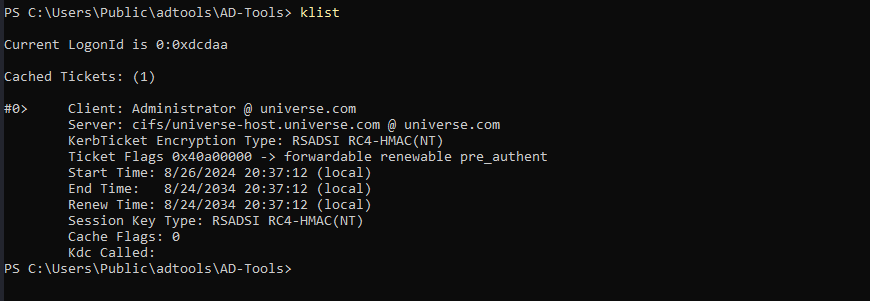 PS C:\Users\Public\adtools\AD-Tools> klist
Current LogonId is 0:0xdcdaa
Cached Tickets: (1)
#0>     Client: Administrator @ universe.com
        Server: cifs/universe-host.universe.com @ universe.com
        KerbTicket Encryption Type: RSADSI RC4-HMAC(NT)
        Ticket Flags 0x40a00000 -> forwardable renewable pre_authent
        Start Time: 8/26/2024 20:37:12 (local)
        End Time:   8/24/2034 20:37:12 (local)
        Renew Time: 8/24/2034 20:37:12 (local)
        Session Key Type: RSADSI RC4-HMAC(NT)
        Cache Flags: 0
        Kdc Called:
PS C:\Users\Public\adtools\AD-Tools>